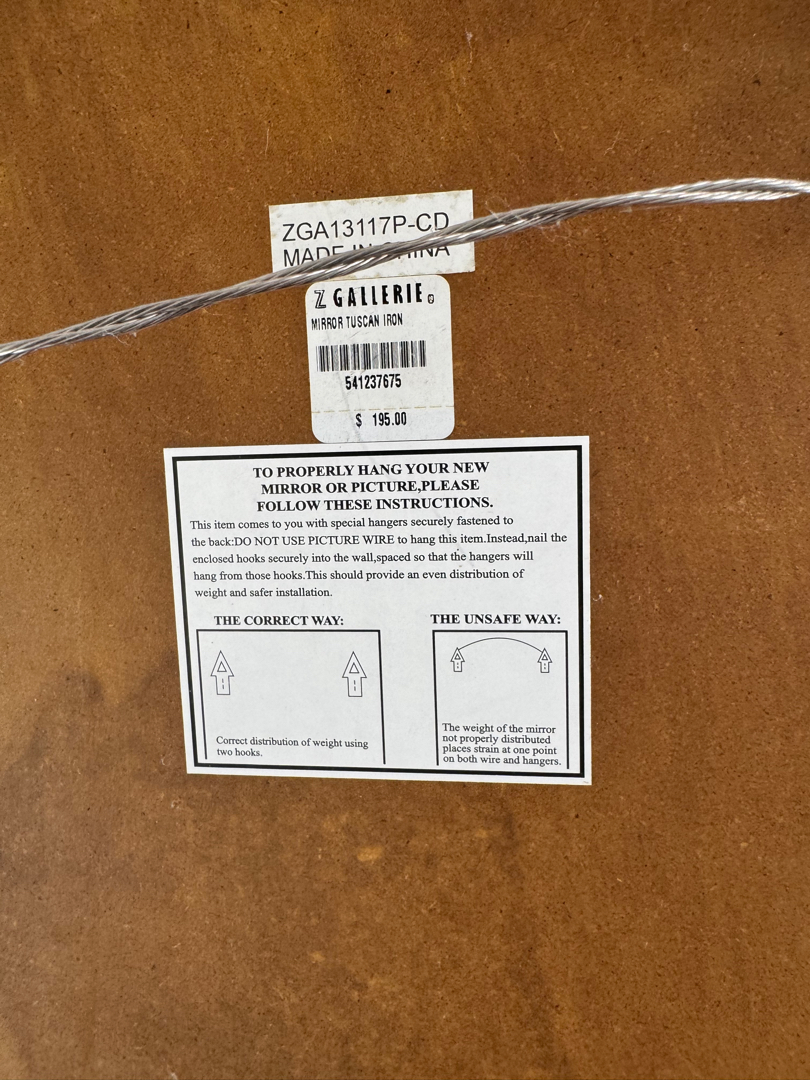 ZGA13117P-CD
MADE IN CHINA
Z GALLERIE
MIRROR TUSCAN IRON
541237675
$ 195.00
TO PROPERLY HANG YOUR NEW
MIRROR OR PICTURE,PLEASE
FOLLOW THESE INSTRUCTIONS.
This item comes to you with special hangers securely fastened to
the back:DO NOT USE PICTURE WIRE to hang this item.Instead,nail the
enclosed hooks securely into the wall,spaced so that the hangers will
hang from those hooks.This should provide an even distribution of
weight and safer installation.
THE CORRECT WAY:
Correct distribution of weight using
two hooks.
THE UNSAFE WAY:
The weight of the mirror
not properly distributed
places strain at one point
on both wire and hangers.